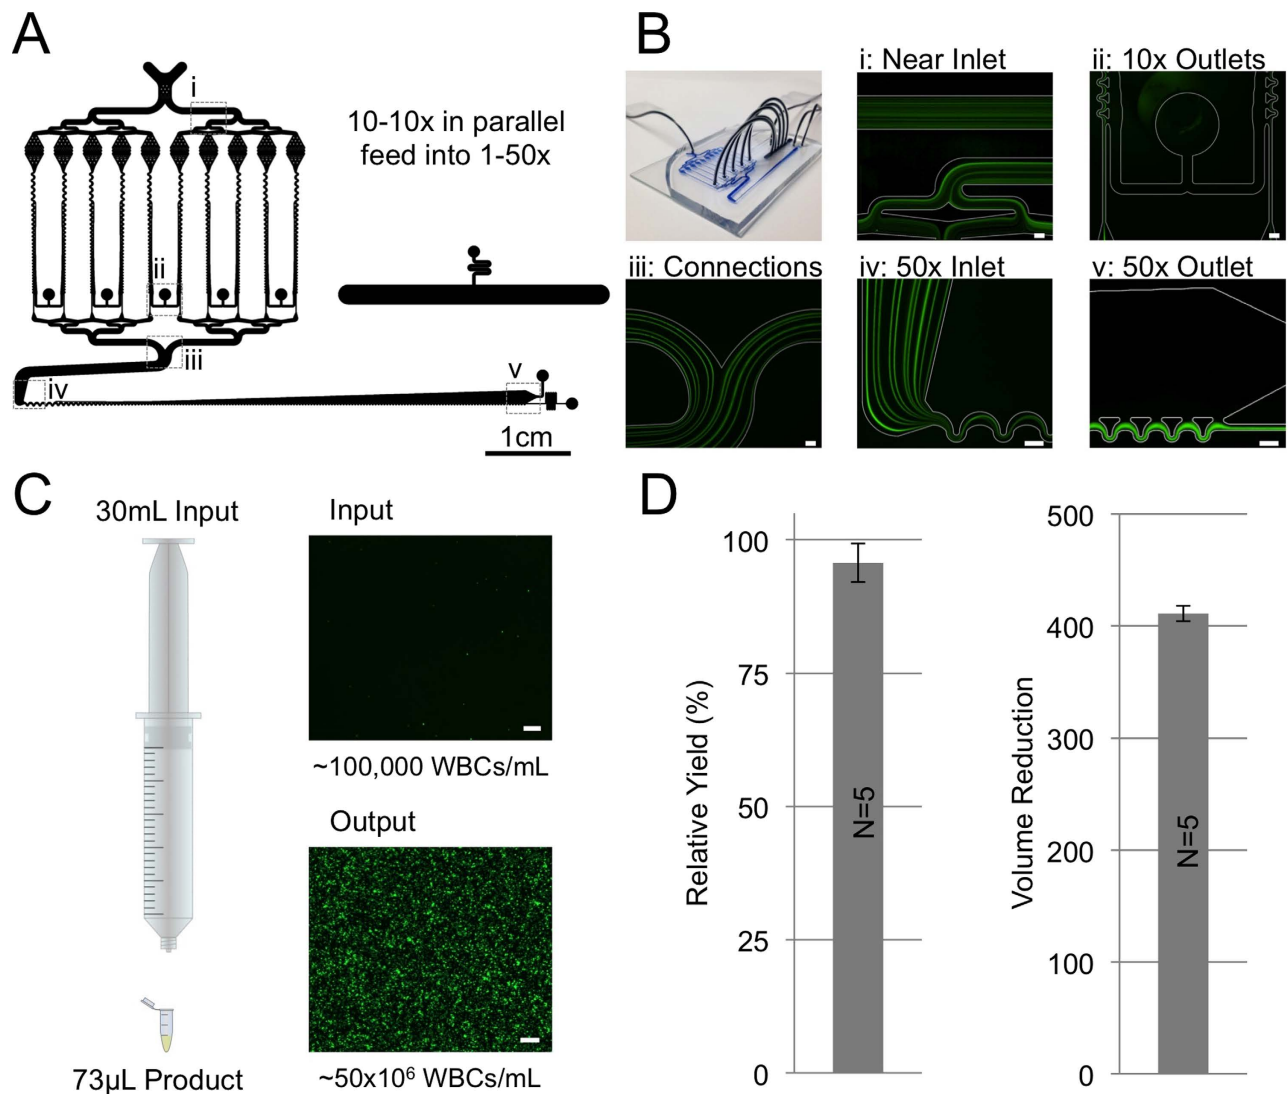 A
i
10-10x in parallel
feed into 1-50x
ii
iii
iv
v
1cm
B
i: Near Inlet
ii: 10x Outlets
iii: Connections
iv: 50x Inlet
v: 50x Outlet
C
30mL Input
Input
~100,000 WBCs/mL
Output
73µL Product
~50x10⁶ WBCs/mL
D
Relative Yield (%)
100
75
50
25
0
N=5
Volume Reduction
500
400
300
200
100
0
N=5